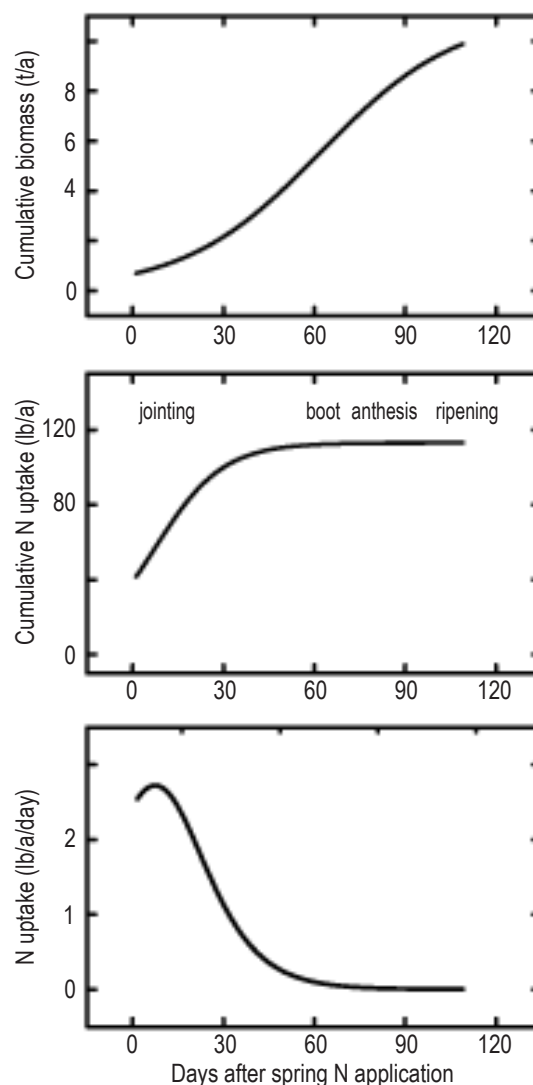 Cumulative biomass (t/a)
8
6
4
0
0 30 60 90 120
Cumulative N uptake (lb/a)
jointing boot anthesis ripening
120
80
0
0 30 60 90 120
N uptake (lb/a/day)
2
1
0
0 30 60 90 120
Days after spring N application